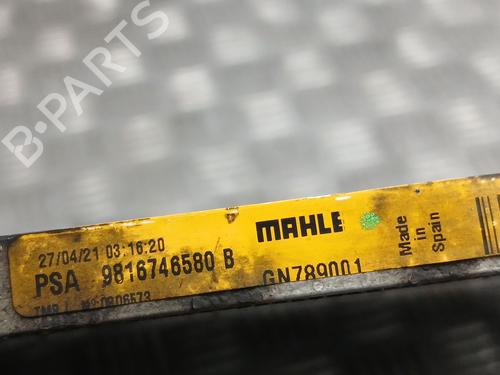 B-PARTS
27/04/21 03:16:20
PSA 9816746580 B
MAHLE
GN789001
Made
in
Spain